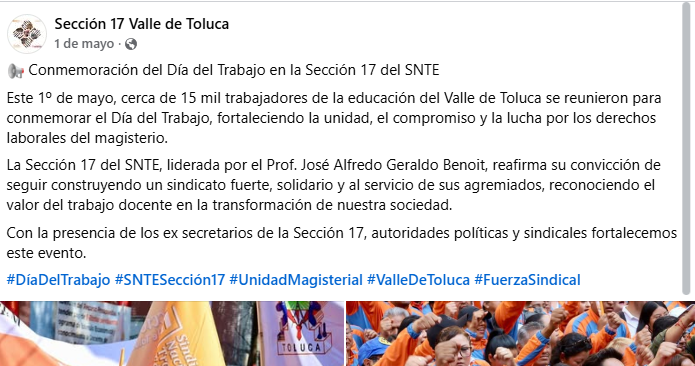 Sección 17 Valle de Toluca
1 de mayo ·
Conmemoración del Día del Trabajo en la Sección 17 del SNTE
Este 1º de mayo, cerca de 15 mil trabajadores de la educación del Valle de Toluca se reunieron para
conmemorar el Día del Trabajo, fortaleciendo la unidad, el compromiso y la lucha por los derechos
laborales del magisterio.
La Sección 17 del SNTE, liderada por el Prof. José Alfredo Geraldo Benoit, reafirma su convicción de
seguir construyendo un sindicato fuerte, solidario y al servicio de sus agremiados, reconociendo el
valor del trabajo docente en la transformación de nuestra sociedad.
Con la presencia de los ex secretarios de la Sección 17, autoridades políticas y sindicales fortalecemos
este evento.
#DíaDelTrabajo #SNTESección17 #UnidadMagisterial #ValleDeToluca #FuerzaSindical
TOLUCA